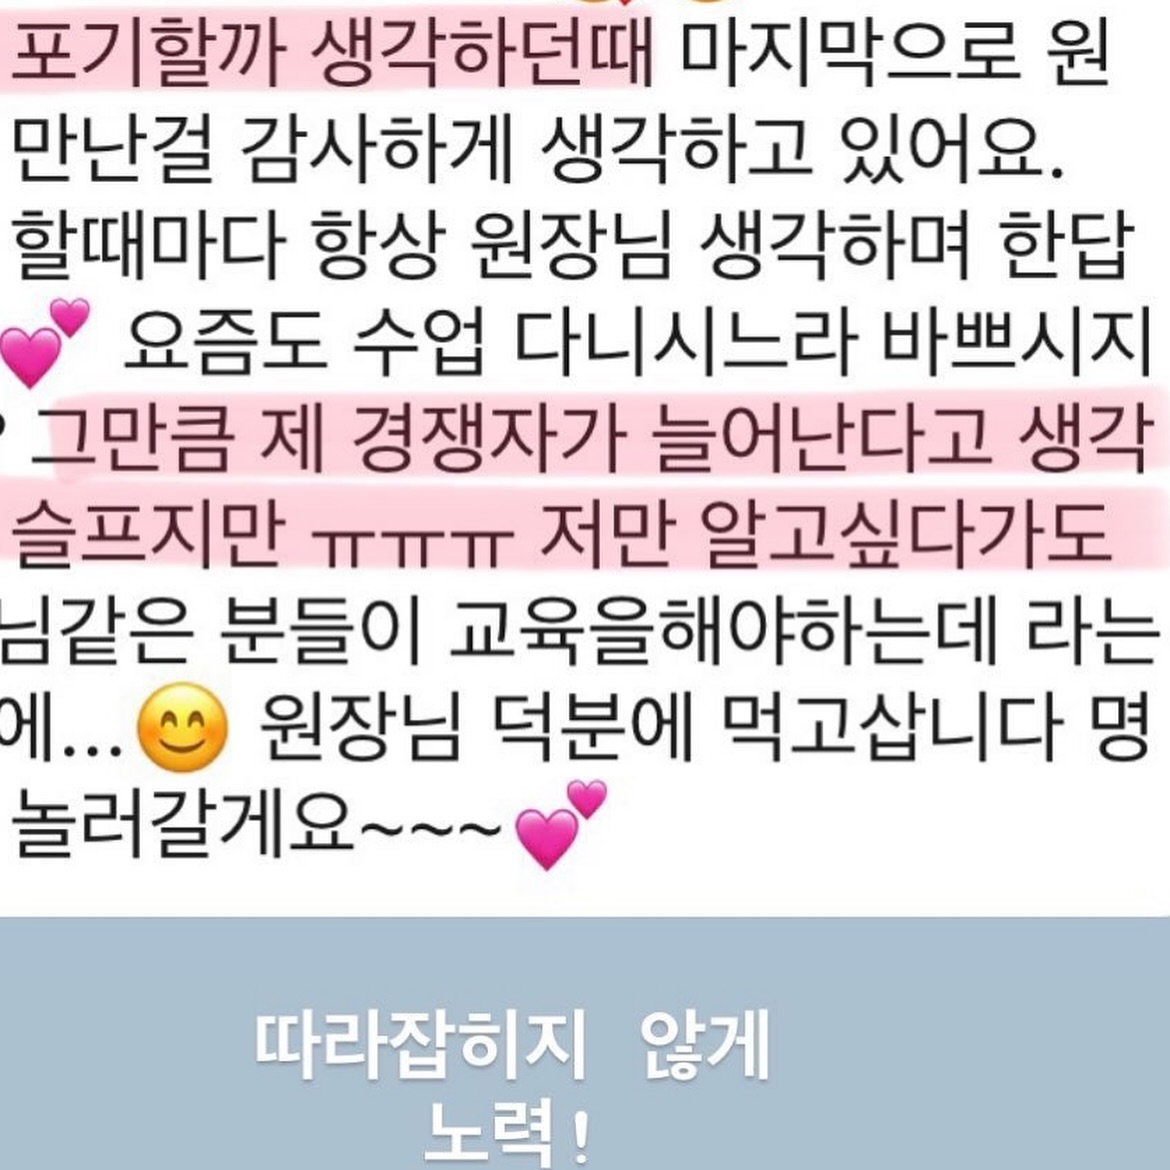 포기할까 생각하던때 마지막으로 원
만난걸 감사하게 생각하고 있어요.
할때마다 항상 원장님 생각하며 한답
💕 요즘도 수업 다니시느라 바쁘시지
? 그만큼 제 경쟁자가 늘어난다고 생각
슬프지만 ㅠㅠㅠ 저만 알고싶다가도
님같은 분들이 교육을해야하는데 라는
에...😊 원장님 덕분에 먹고삽니다 명
놀러갈게요~~~💕
따라잡히지 않게
노력!